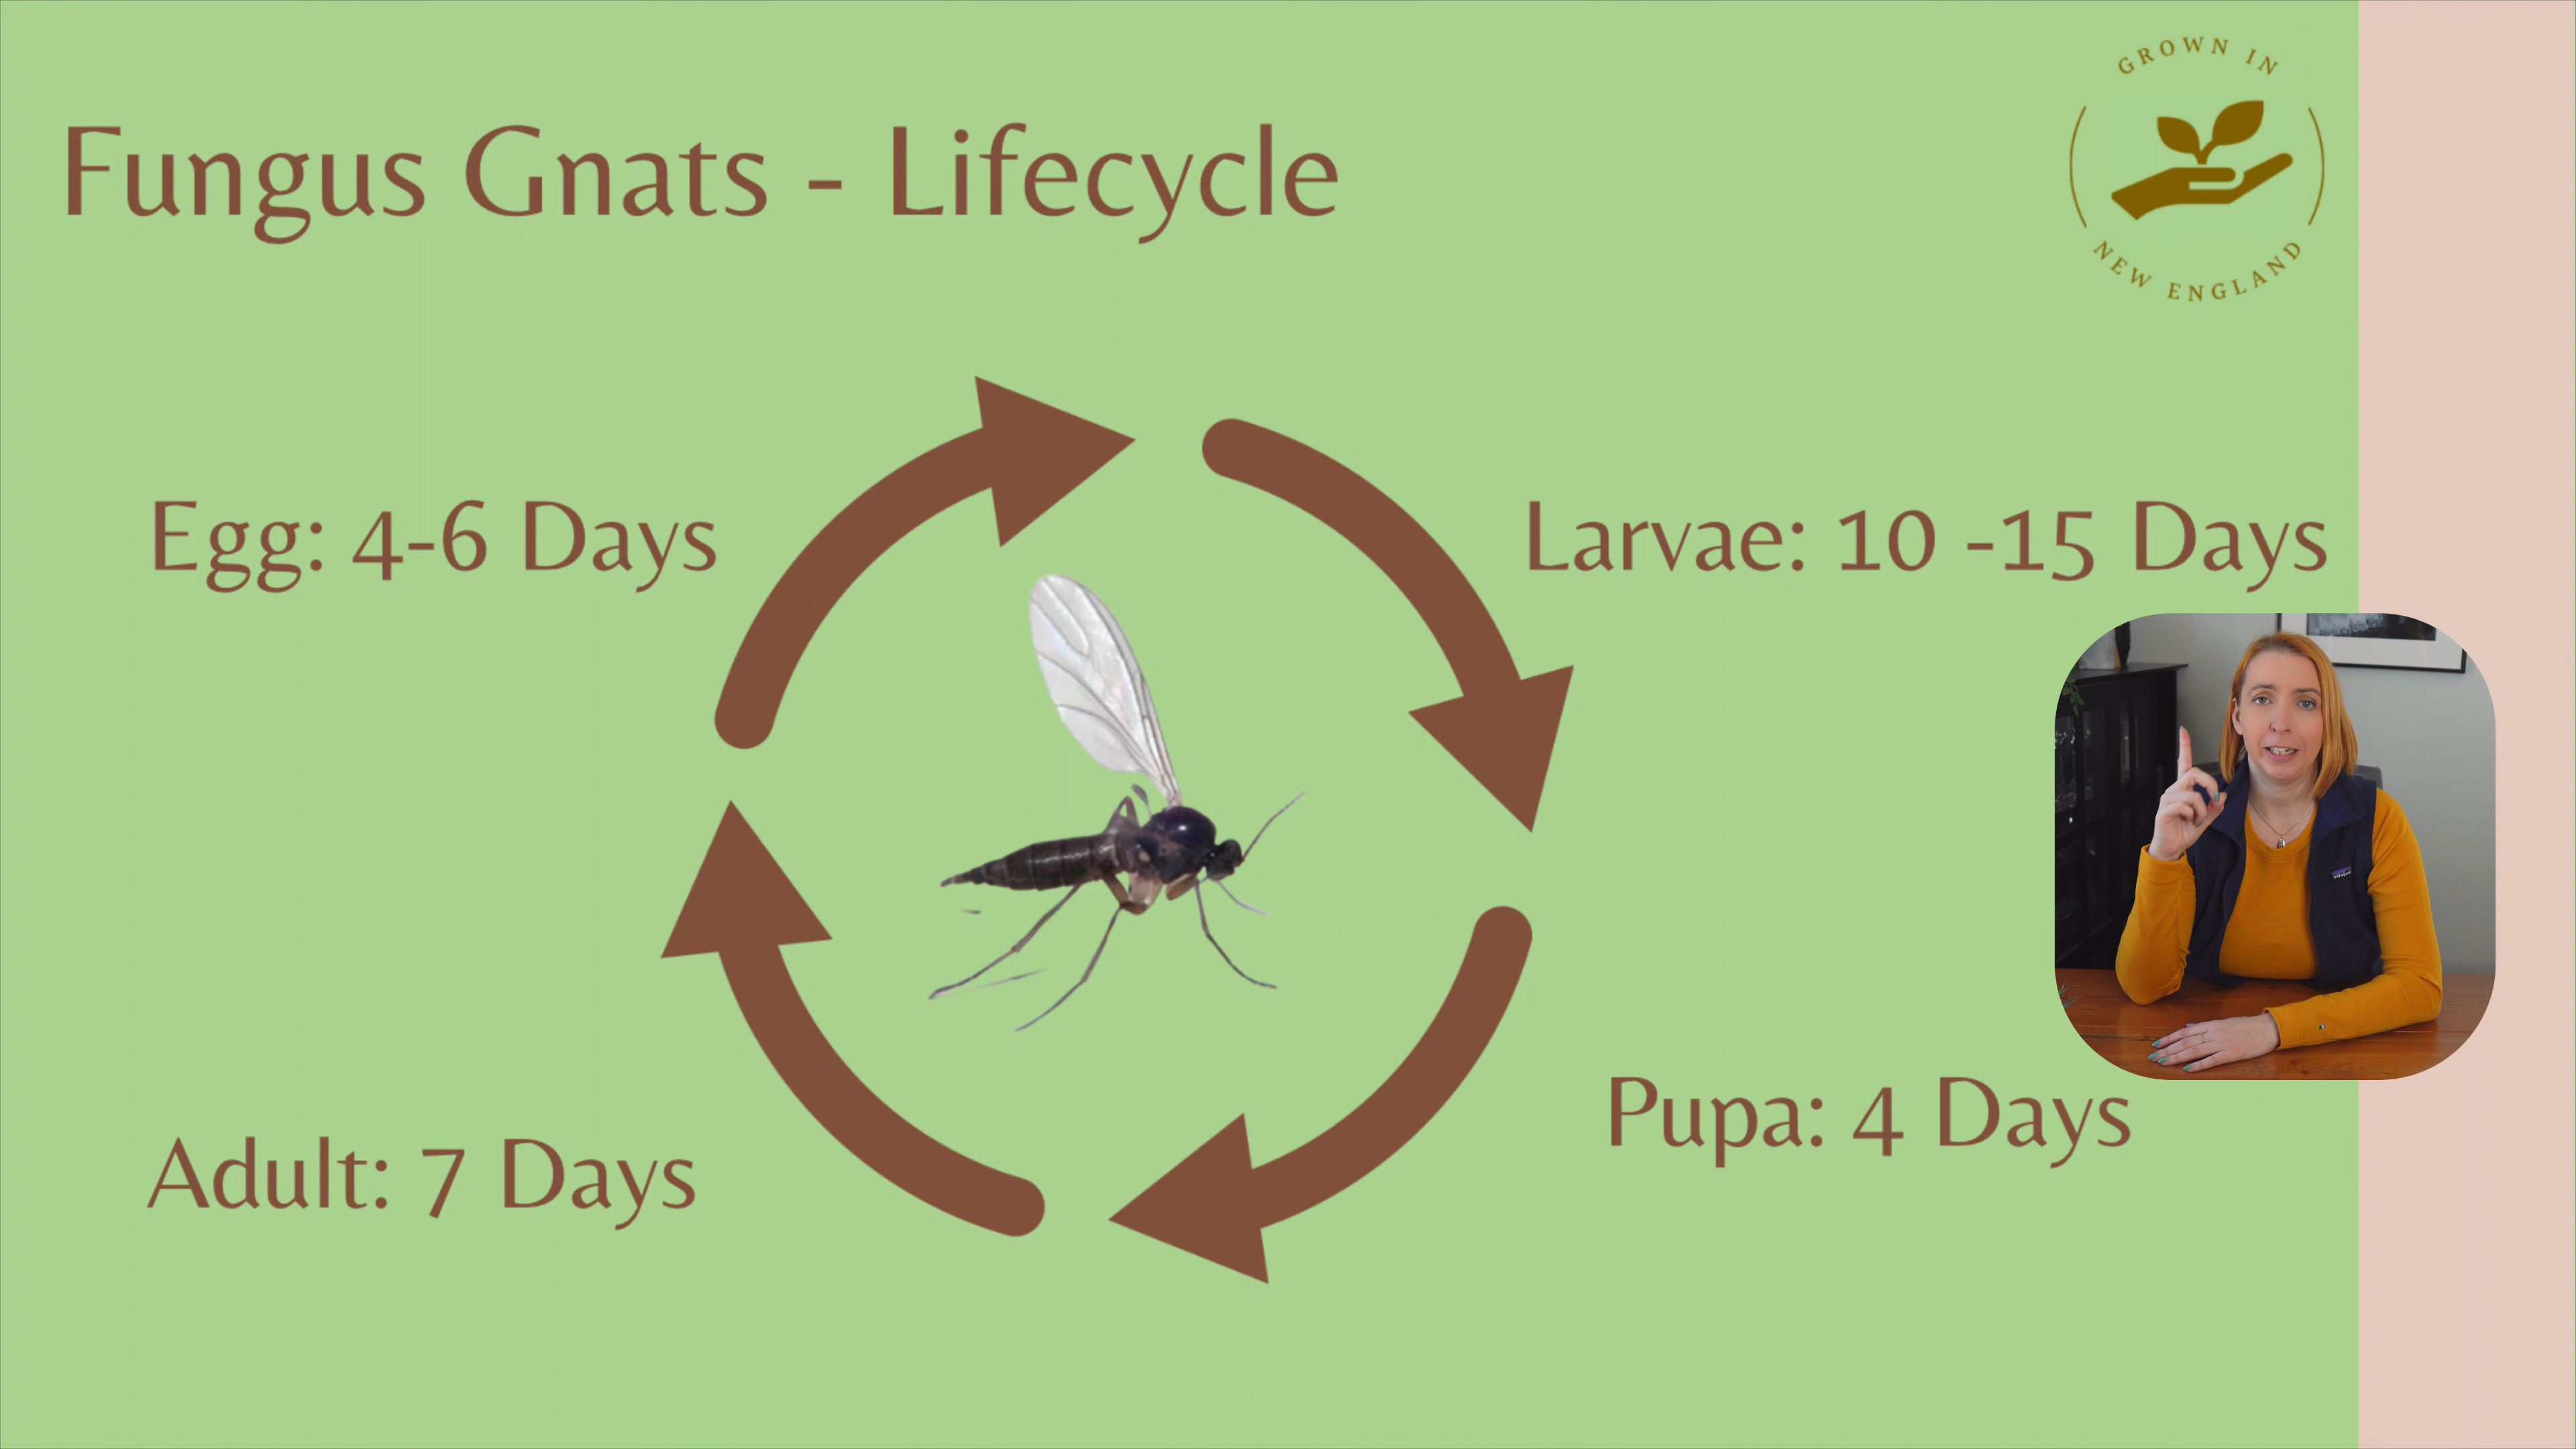 Fungus Gnats - Lifecycle
GROWN IN
NEW ENGLAND
Egg: 4-6 Days
Larvae: 10 -15 Days
Adult: 7 Days
Pupa: 4 Days